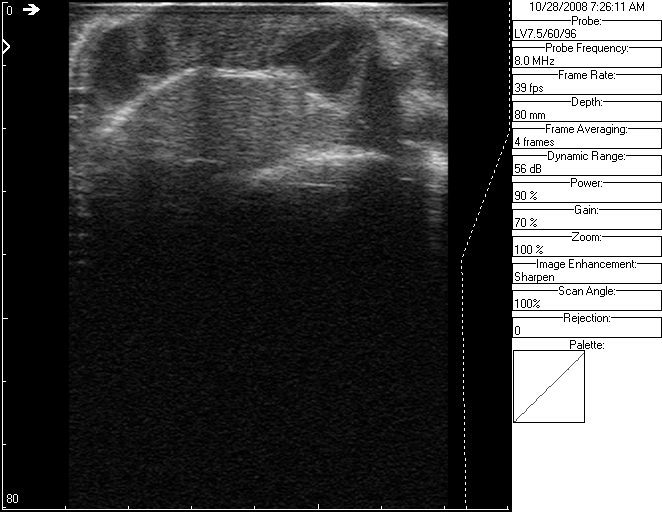 0
80
10/28/2008 7:26:11 AM
Probe:
LV7.5/60/96
Probe Frequency:
8.0 MHz
Frame Rate:
39 fps
Depth:
80 mm
Frame Averaging:
4 frames
Dynamic Range:
56 dB
Power:
90 %
Gain:
70 %
Zoom:
100 %
Image Enhancement:
Sharpen
Scan Angle:
100%
Rejection:
0
Palette: